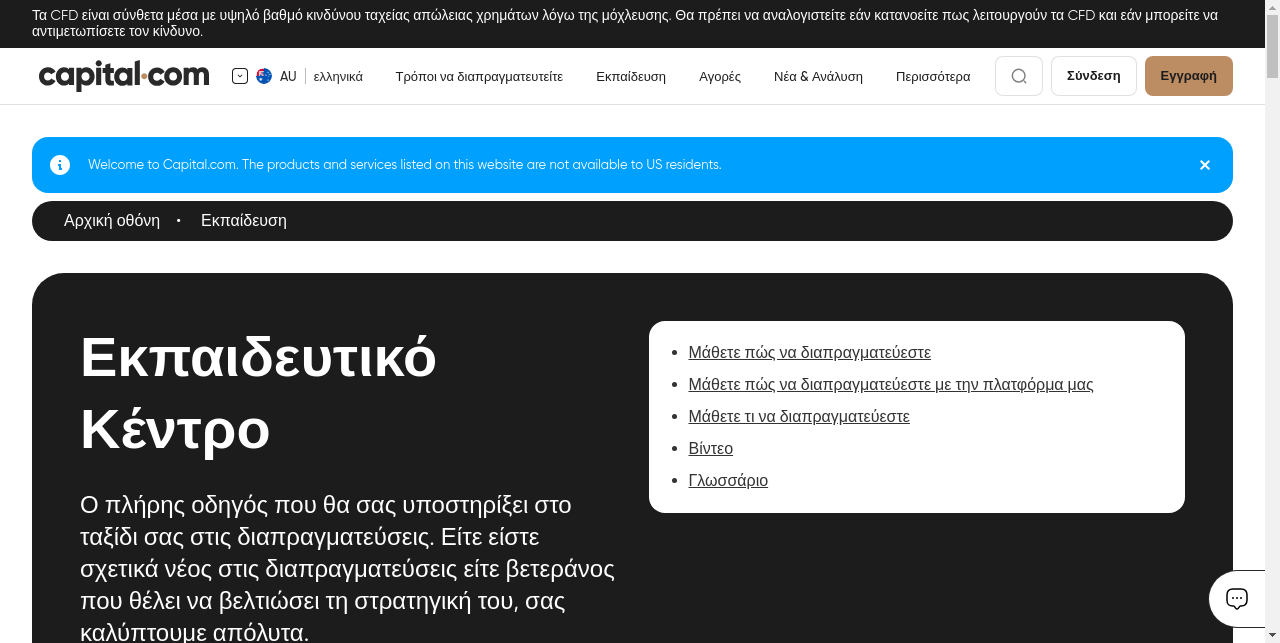 Τα CFD είναι σύνθετα μέσα με υψηλό βαθμό κινδύνου ταχείας απώλειας χρημάτων λόγω της μόχλευσης. Θα πρέπει να αναλογιστείτε εάν κατανοείτε πως λειτουργούν τα CFD και εάν μπορείτε να
αντιμετωπίσετε τον κίνδυνο.
capital.com AU ελληνικά Τρόποι να διαπραγματευτείτε Εκπαίδευση Αγορές Νέα & Ανάλυση Περισσότερα Σύνδεση Εγγραφή
Welcome to Capital.com. The products and services listed on this website are not available to US residents.
Αρχική οθόνη • Εκπαίδευση
Εκπαιδευτικό
Κέντρο
Ο πλήρης οδηγός που θα σας υποστηρίξει στο
ταξίδι σας στις διαπραγματεύσεις. Είτε είστε
σχετικά νέος στις διαπραγματεύσεις είτε βετεράνος
που θέλει να βελτιώσει τη στρατηγική του, σας
καλύπτουμε απόλυτα.
• Μάθετε πώς να διαπραγματεύεστε
• Μάθετε πώς να διαπραγματεύεστε με την πλατφόρμα μας
• Μάθετε τι να διαπραγματεύεστε
• Βίντεο
• Γλωσσάριο